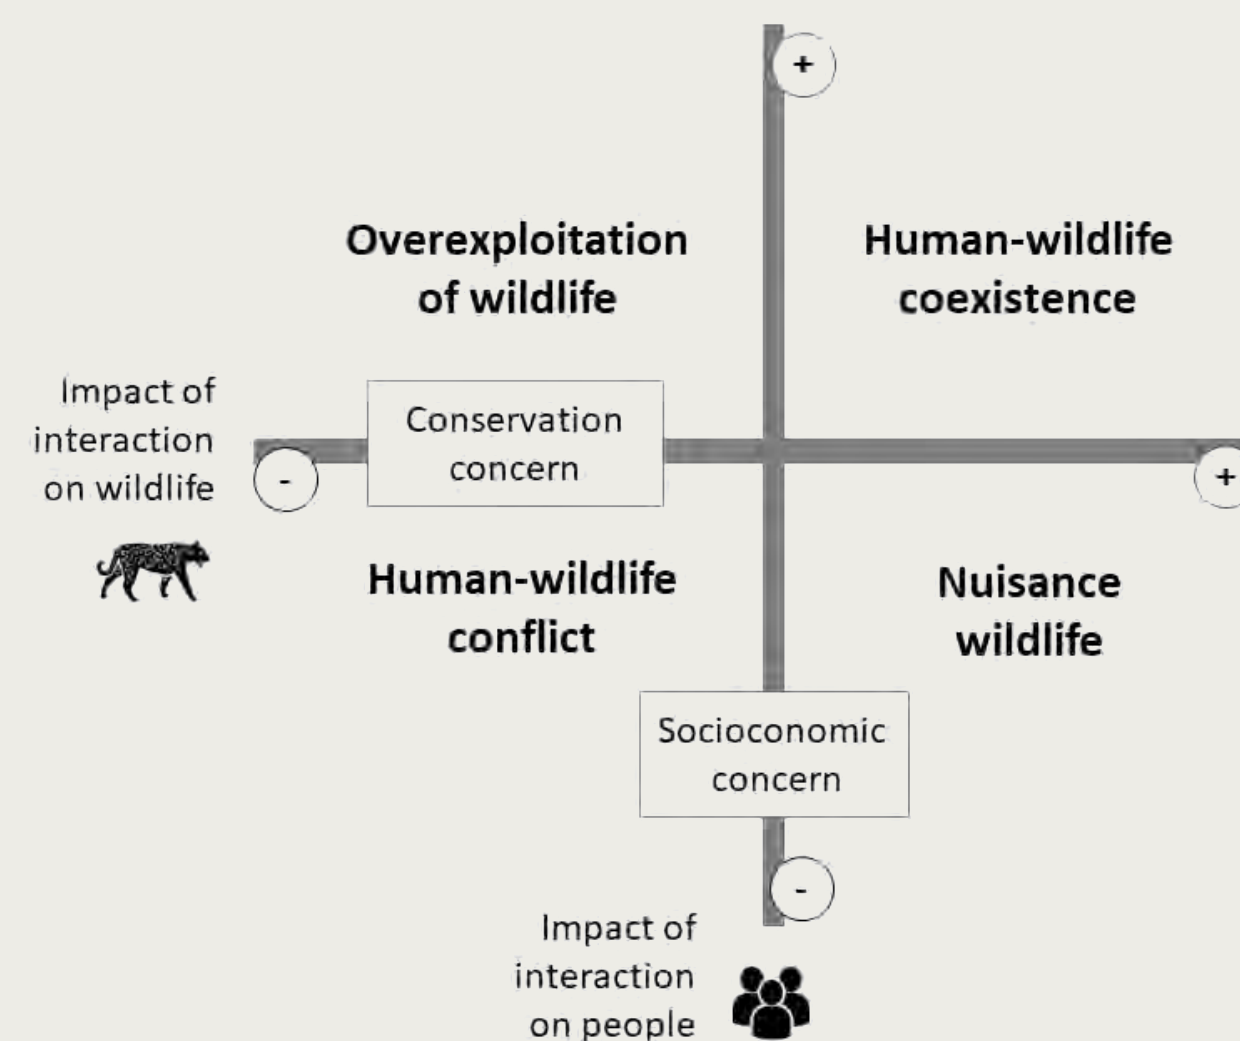 +
Overexploitation
of wildlife
Human-wildlife
coexistence
Impact of
interaction
on wildlife
-
Conservation
concern
+
Human-wildlife
conflict
Nuisance
wildlife
Socioconomic
concern
-
Impact of
interaction
on people